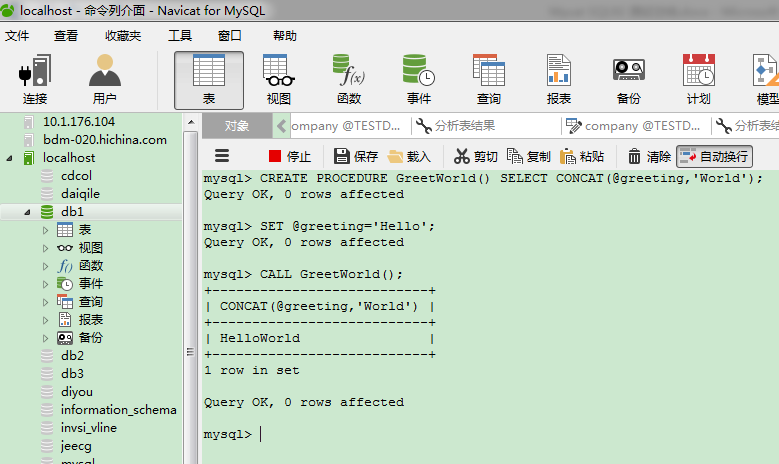 localhost - 命令列介面 - Navicat for MySQL
文件 查看 收藏夹 工具 窗口 帮助
连接 用户 表 视图 f(x) 函数 事件 查询 报表 备份 计划 模型
10.1.176.104
bdm-020.hichina.com
localhost
cdcol
daiqile
db1
表
视图
f() 函数
事件
查询
报表
备份
db2
db3
diyou
information_schema
invsi_vline
jeecg
mysql
对象 company @TESTD... 分析表结果 company @TESTD... 分析表结
停止 保存 载入 剪切 复制 粘贴 清除 自动换行
mysql> CREATE PROCEDURE GreetWorld() SELECT CONCAT(@greeting,'World');
Query OK, 0 rows affected
mysql> SET @greeting='Hello';
Query OK, 0 rows affected
mysql> CALL GreetWorld();
+---------------------------+
| CONCAT(@greeting,'World') |
+---------------------------+
| HelloWorld                |
+---------------------------+
1 row in set
Query OK, 0 rows affected
mysql>